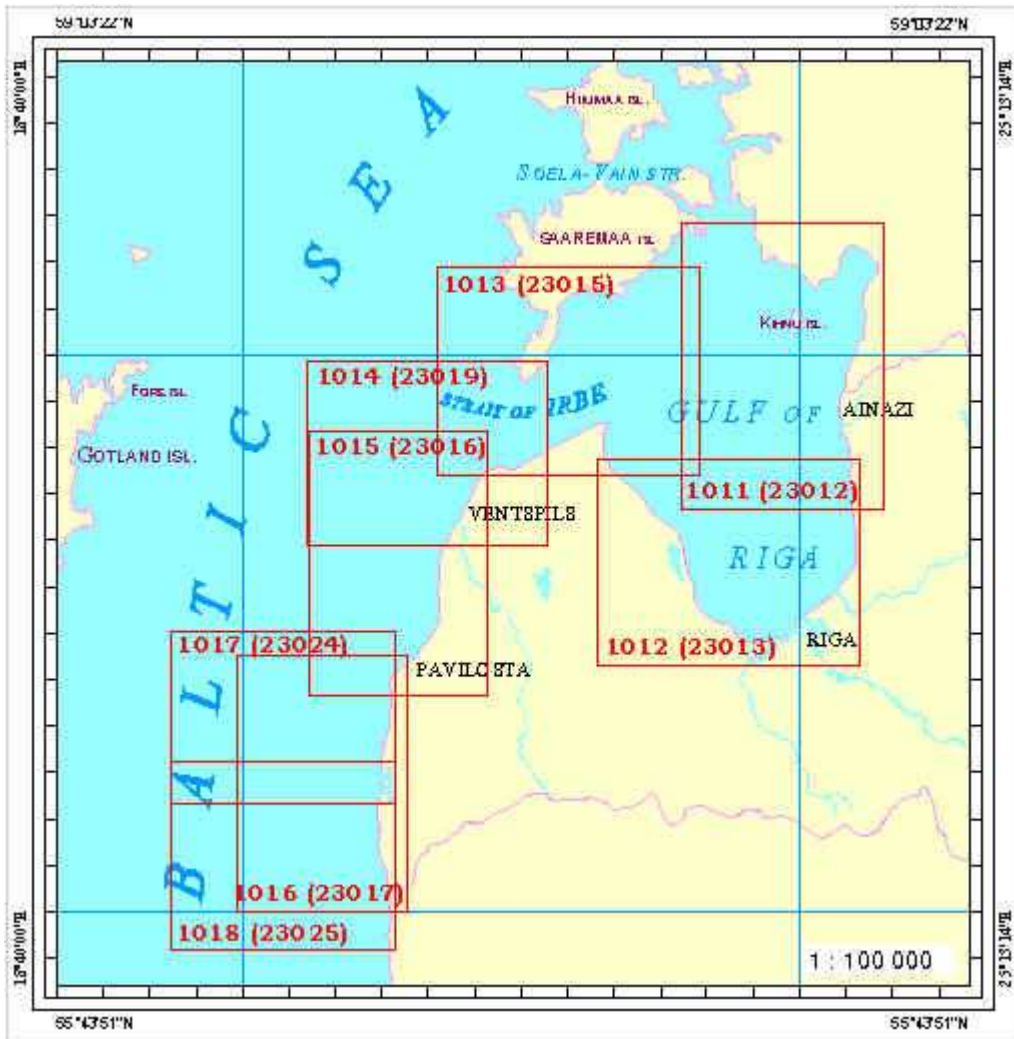 59°03'22"N 59°03'22"N
HIIUMAA ISL.
SOELA-VAIN STR.
SAAREMAA ISL
1013 (23015)
KIHNU ISL.
1014 (23019)
FORE ISL
STRAIT OF IRBE
GULF OF
AINAZI
1015 (23016)
GOTLAND ISL.
1011 (23012)
VENTSPILS
RIGA
1017 (23024)
1012 (23013)
RIGA
PAVILOSTA
BALTIC SEA
1016 (23017)
1018 (23025)
1 : 100 000
55°43'51"N 55°43'51"N